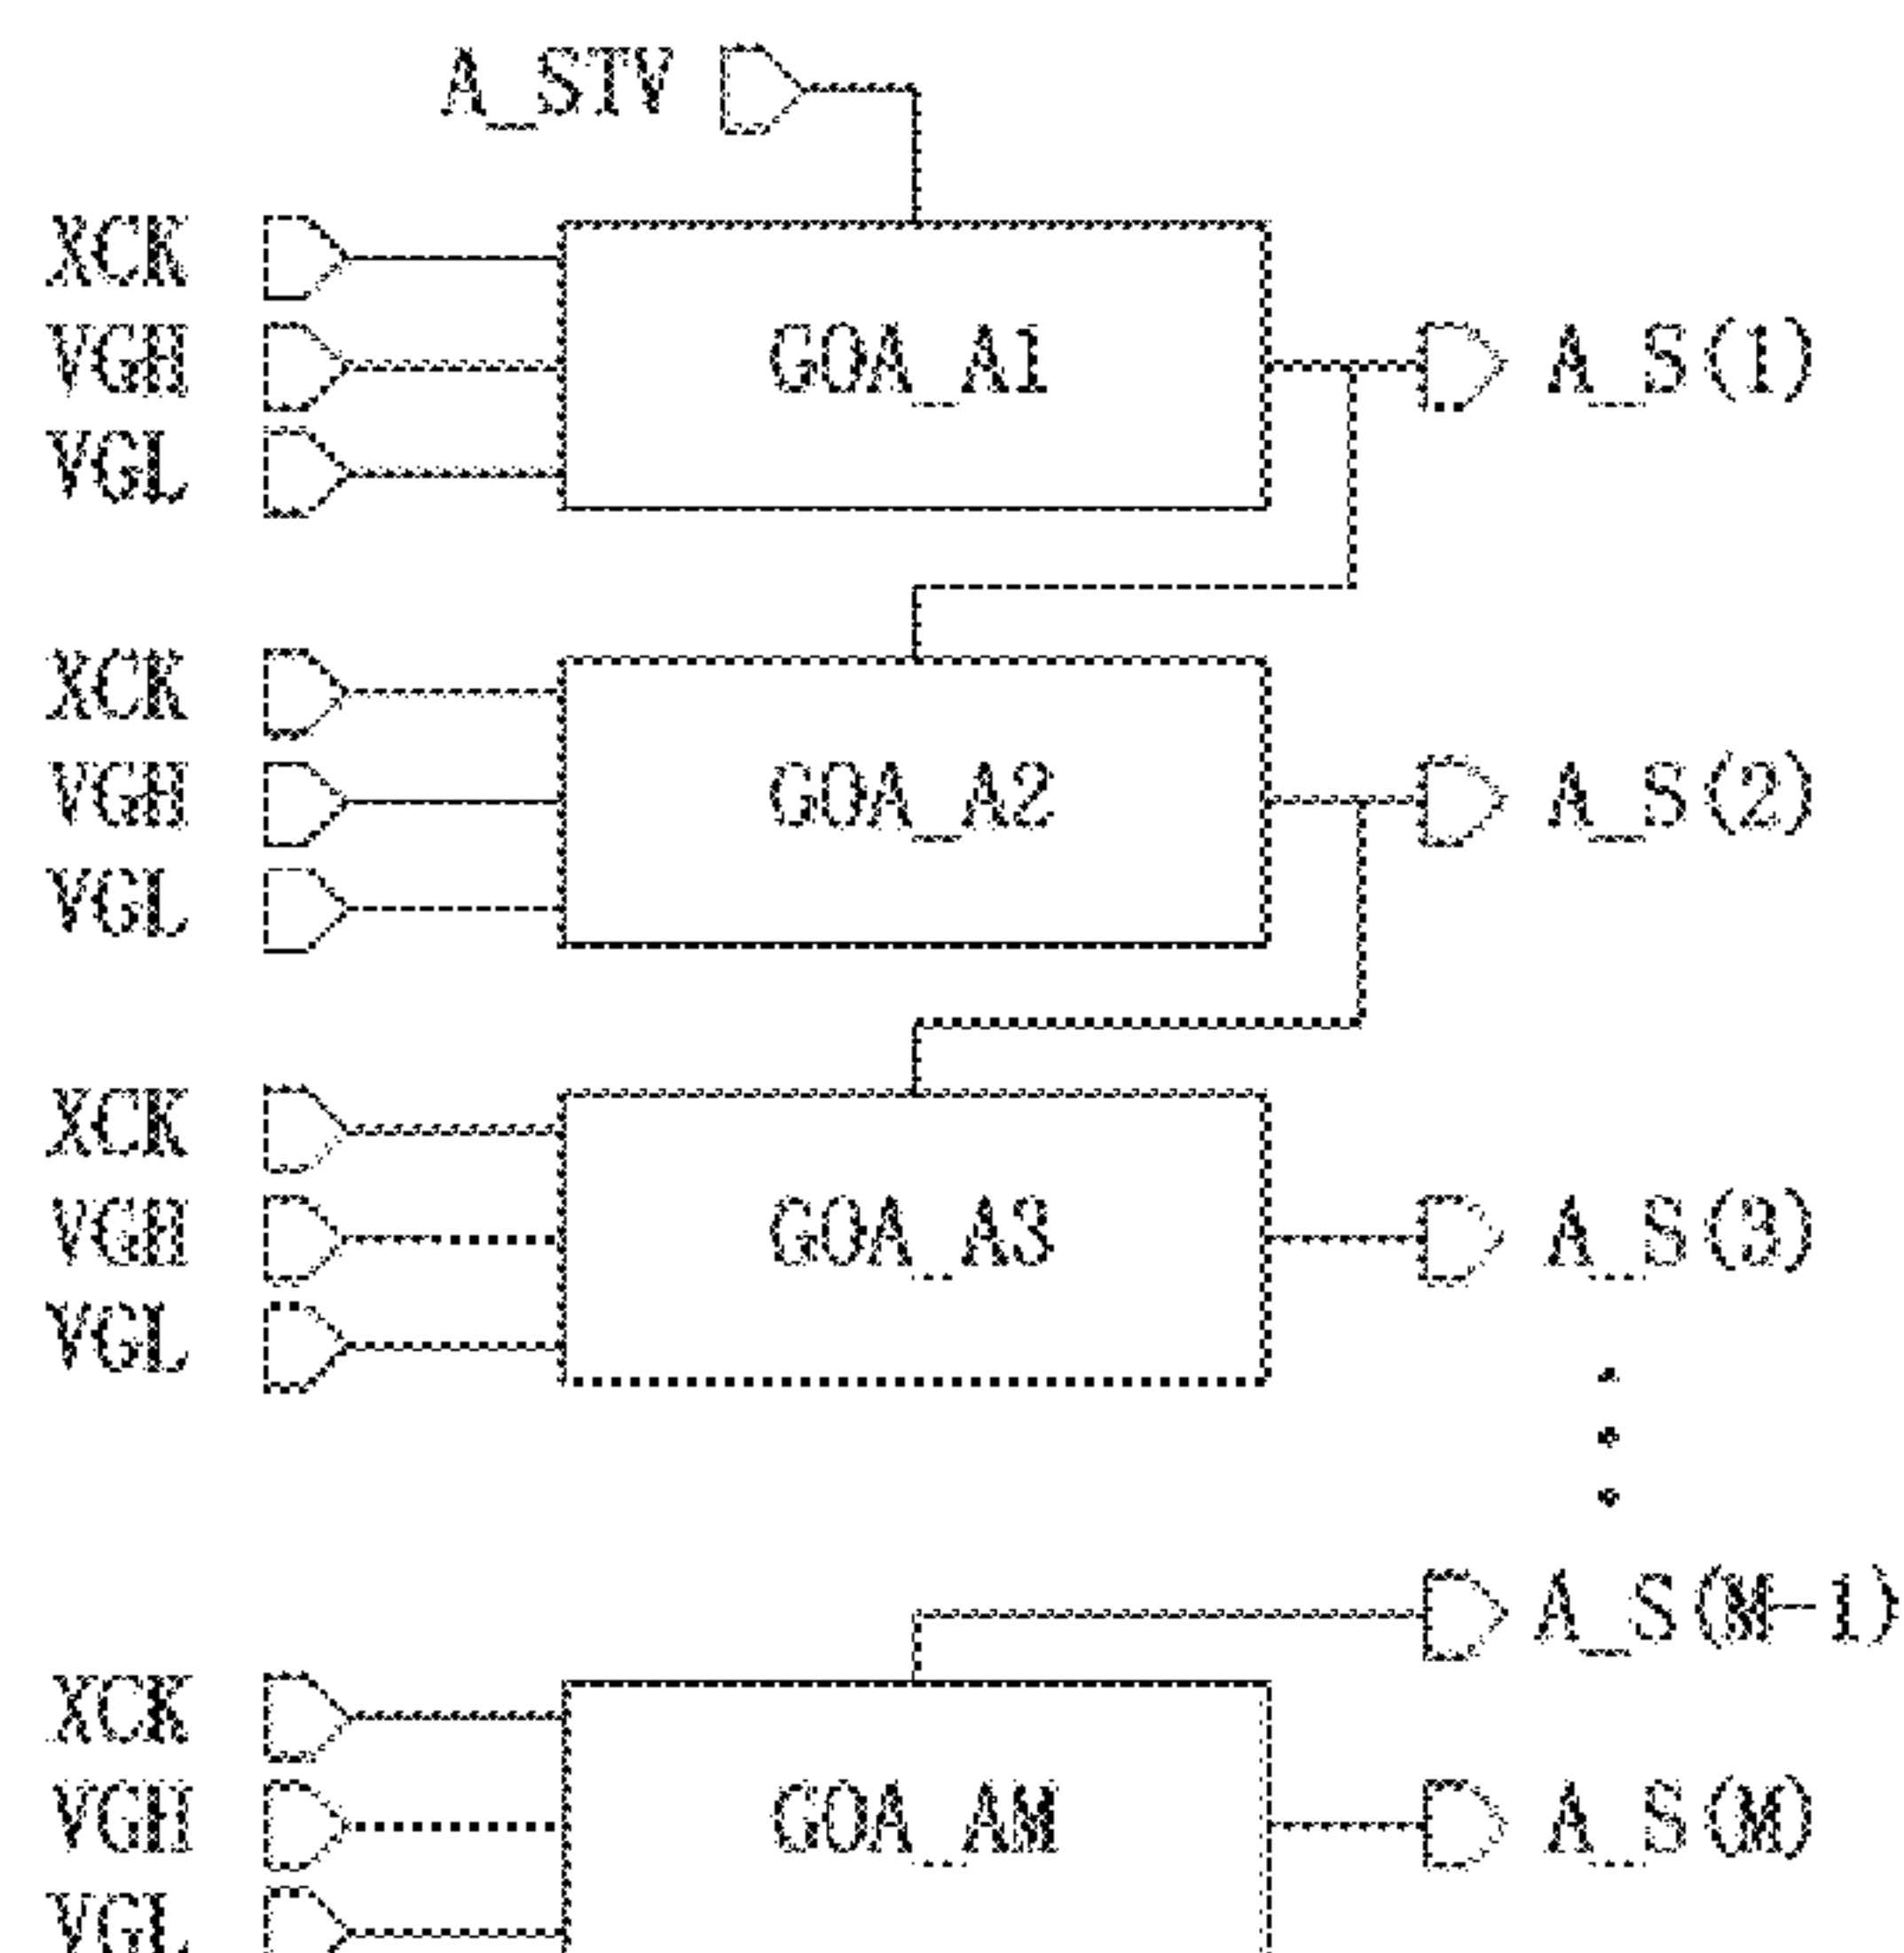 A_STV
XCK
VGH
VGL
GOA_A1
A_S(1)
XCK
VGH
VGL
GOA_A2
A_S(2)
XCK
VGH
VGL
GOA_A3
A_S(3)
A_S(M-1)
XCK
VGH
VGL
GOA_AM
A_S(M)